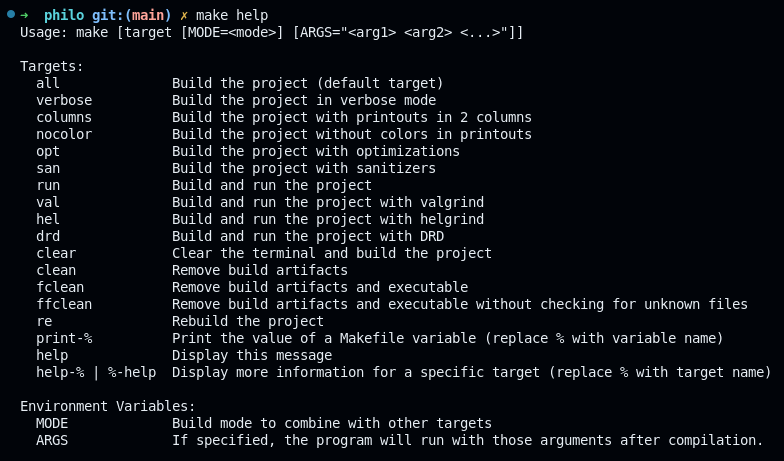 ➜  philo git:(main) ✗ make help
Usage: make [target [MODE=<mode>] [ARGS="<arg1> <arg2> <...>"]]

Targets:
  all              Build the project (default target)
  verbose          Build the project in verbose mode
  columns          Build the project with printouts in 2 columns
  nocolor          Build the project without colors in printouts
  opt              Build the project with optimizations
  san              Build the project with sanitizers
  run              Build and run the project
  val              Build and run the project with valgrind
  hel              Build and run the project with helgrind
  drd              Build and run the project with DRD
  clear            Clear the terminal and build the project
  clean            Remove build artifacts
  fclean           Remove build artifacts and executable
  ffclean          Remove build artifacts and executable without checking for unknown files
  re               Rebuild the project
  print-%          Print the value of a Makefile variable (replace % with variable name)
  help             Display this message
  help-% | %-help  Display more information for a specific target (replace % with target name)

Environment Variables:
  MODE             Build mode to combine with other targets
  ARGS             If specified, the program will run with those arguments after compilation.